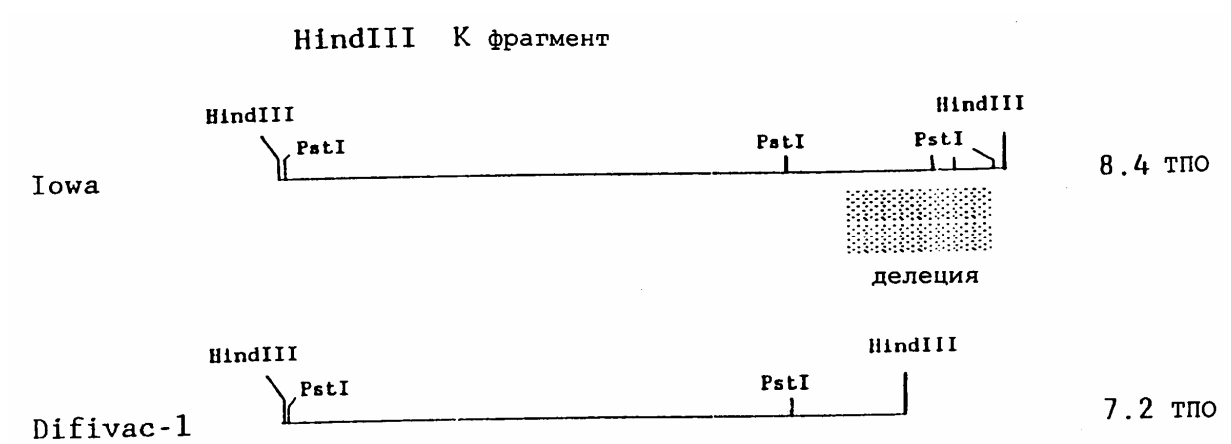 HindIII K фрагмент
HindIII
HindIII
PstI
PstI
PstI
Iowa
8.4 тпо
делеция
HindIII
HindIII
PstI
PstI
Difivac-1
7.2 тпо